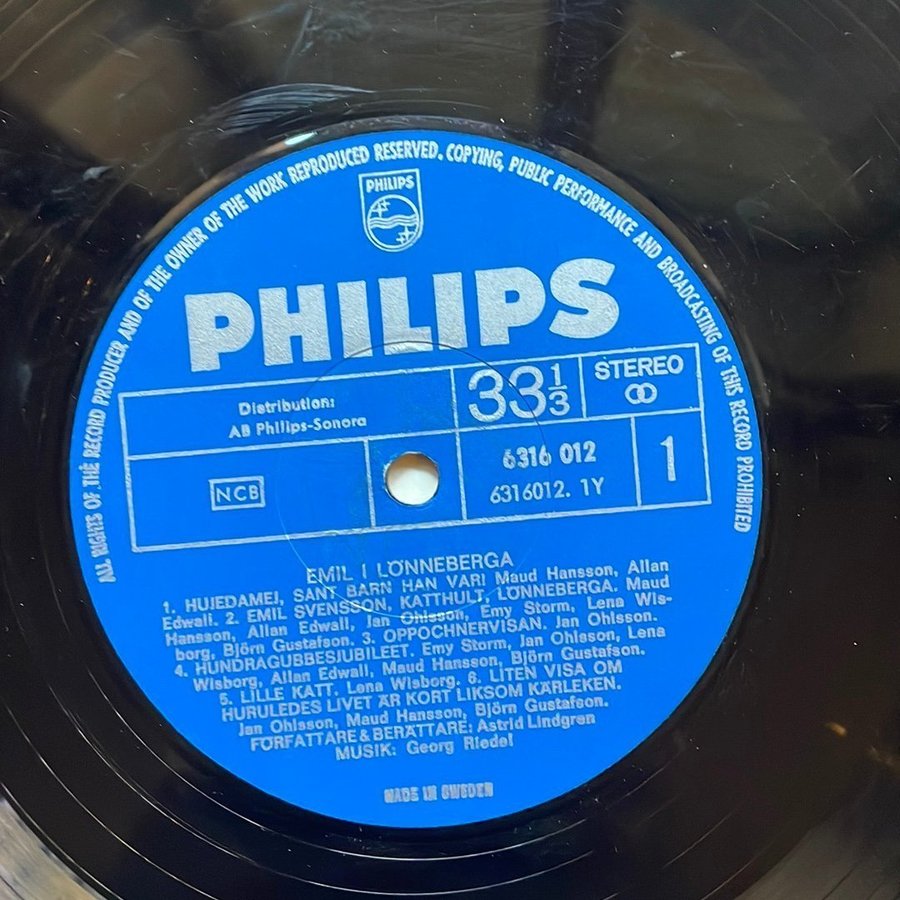 ALL RIGHTS OF THE RECORD PRODUCER AND OF THE OWNER OF THE WORK REPRODUCED RESERVED. COPYING, PUBLIC PERFORMANCE AND BROADCASTING OF THIS RECORD PROHIBITED
PHILIPS
PHILIPS
Distribution:
AB Philips-Sonora
33 1/3
STEREO
NCB
6316 012
6316012. 1Y
1
EMIL I LÖNNEBERGA
1. HUJEDAMEJ, SÅNT BARN HAN VAR! Maud Hansson, Allan
Edwall. 2. EMIL SVENSSON, KATTHULT, LÖNNEBERGA. Maud
Hansson, Allan Edwall, Jan Ohlsson, Emy Storm, Lena Wis-
borg, Björn Gustafson. 3. OPPOCHNERVISAN. Jan Ohlsson.
4. HUNDRAGUBBESJUBILEET. Emy Storm, Jan Ohlsson, Lena
Wisborg, Allan Edwall, Maud Hansson, Björn Gustafson.
5. LILLE KATT. Lena Wisborg. 6. LITEN VISA OM
HURULEDES LIVET ÄR KORT LIKSOM KÄRLEKEN.
Jan Ohlsson, Maud Hansson, Björn Gustafson.
FÖRFATTARE & BERÄTTARE: Astrid Lindgren
MUSIK: Georg Riedel
MADE IN SWEDEN